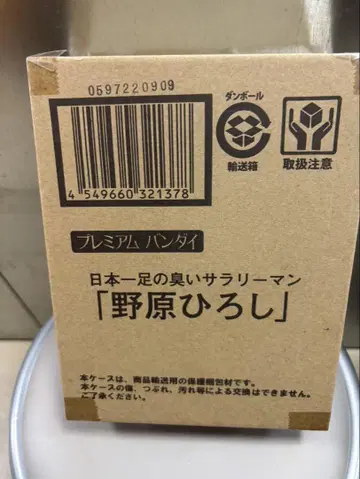 0597220909
ダンボール
輸送箱
取扱注意
4 549660 321378
プレミアム バンダイ
日本一足の臭いサラリーマン
「野原ひろし」
本ケースは、商品輸送用の保護梱包材です。
本ケースの傷、つぶれ、汚れ等による交換はできません。
ご了承ください。